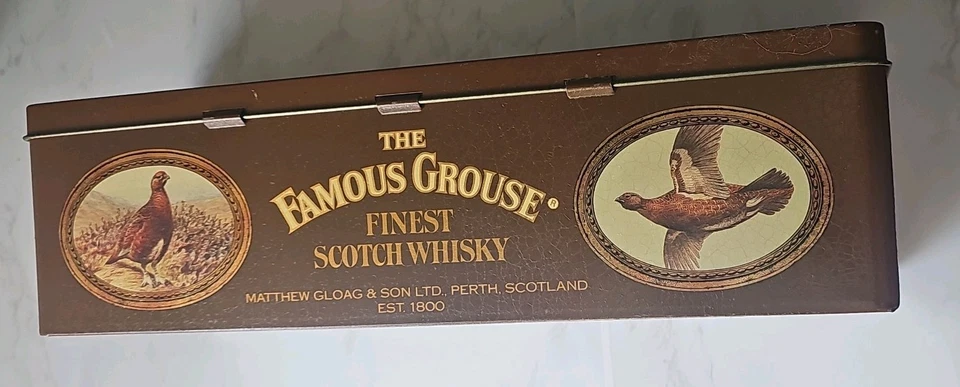 THE
FAMOUS GROUSE ®
FINEST
SCOTCH WHISKY
MATTHEW GLOAG & SON LTD. PERTH, SCOTLAND
EST. 1800